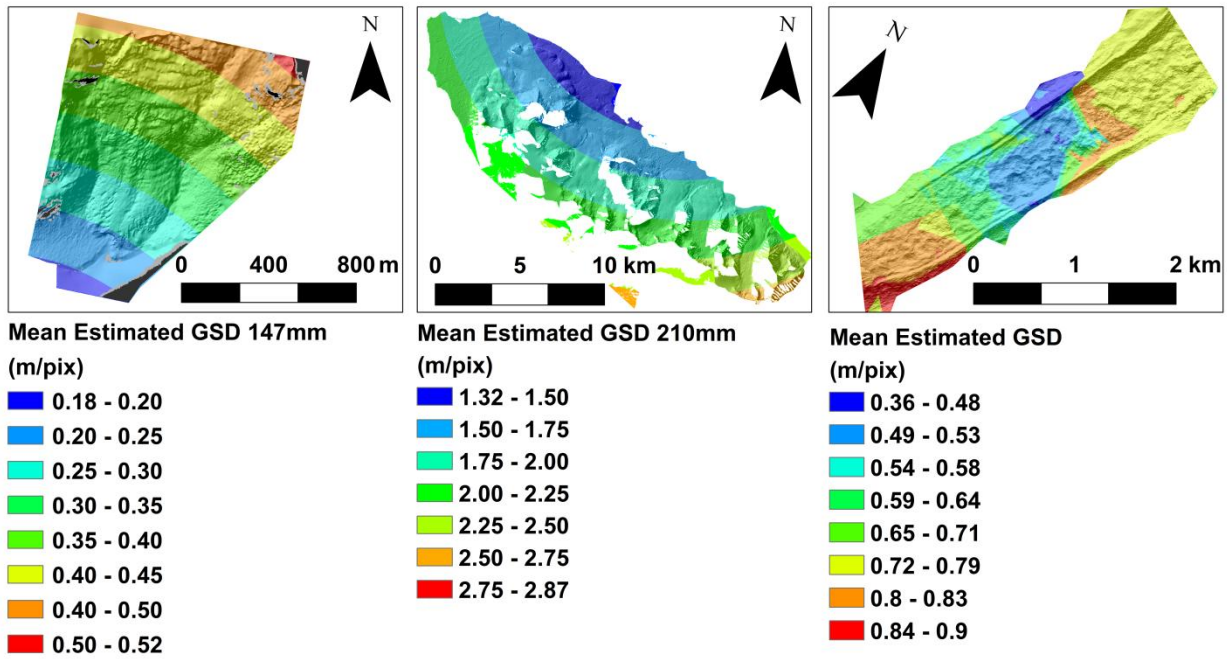 N
0 400 800 m
Mean Estimated GSD 147mm
(m/pix)
0.18 - 0.20
0.20 - 0.25
0.25 - 0.30
0.30 - 0.35
0.35 - 0.40
0.40 - 0.45
0.40 - 0.50
0.50 - 0.52
N
0 5 10 km
Mean Estimated GSD 210mm
(m/pix)
1.32 - 1.50
1.50 - 1.75
1.75 - 2.00
2.00 - 2.25
2.25 - 2.50
2.50 - 2.75
2.75 - 2.87
N
0 1 2 km
Mean Estimated GSD
(m/pix)
0.36 - 0.48
0.49 - 0.53
0.54 - 0.58
0.59 - 0.64
0.65 - 0.71
0.72 - 0.79
0.8 - 0.83
0.84 - 0.9